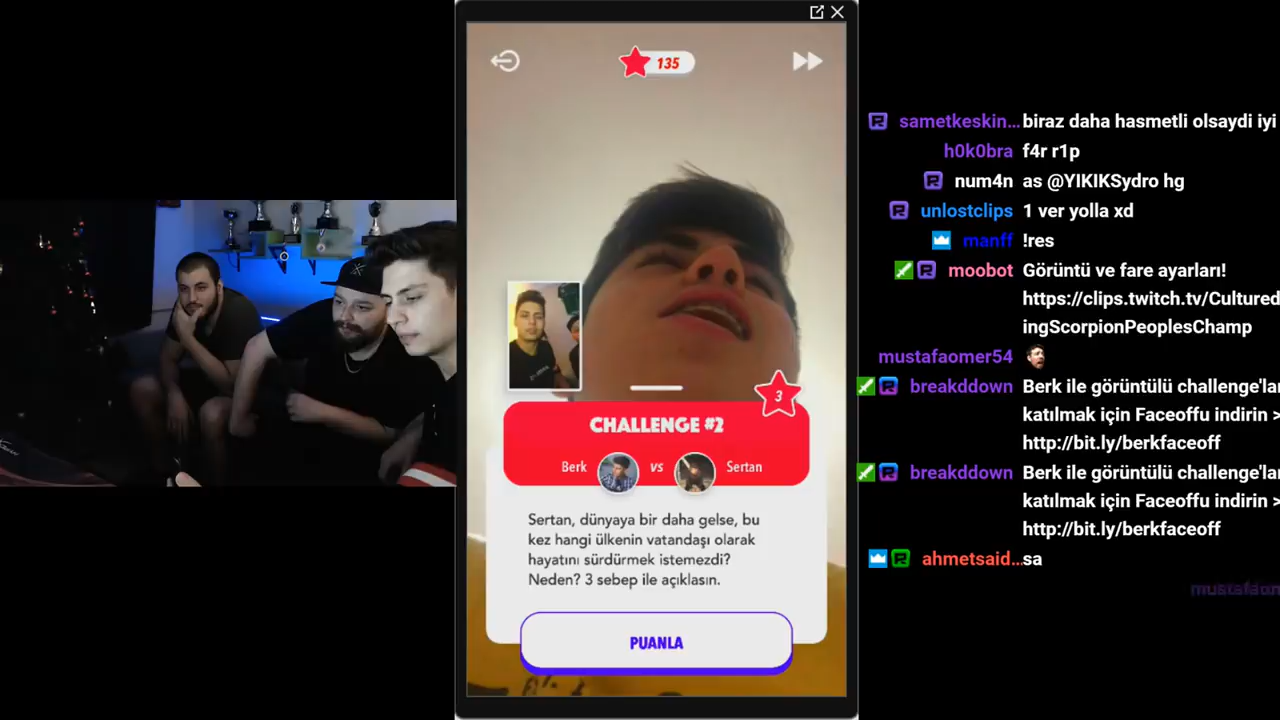 135
3
CHALLENGE #2
Berk vs Sertan
Sertan, dünyaya bir daha gelse, bu
kez hangi ülkenin vatandaşı olarak
hayatını sürdürmek istemezdi?
Neden? 3 sebep ile açıklasın.
PUANLA
sametkeskin... biraz daha hasmetli olsaydi iyi
h0k0bra f4r r1p
num4n as @YIKIKSydro hg
unlostclips 1 ver yolla xd
manff !res
moobot Görüntü ve fare ayarları!
https://clips.twitch.tv/Cultured
ingScorpionPeoplesChamp
mustafaomer54
breakddown Berk ile görüntülü challenge'lar
katılmak için Faceoffu indirin >
http://bit.ly/berkfaceoff
breakddown Berk ile görüntülü challenge'lar
katılmak için Faceoffu indirin >
http://bit.ly/berkfaceoff
ahmetsaid... sa